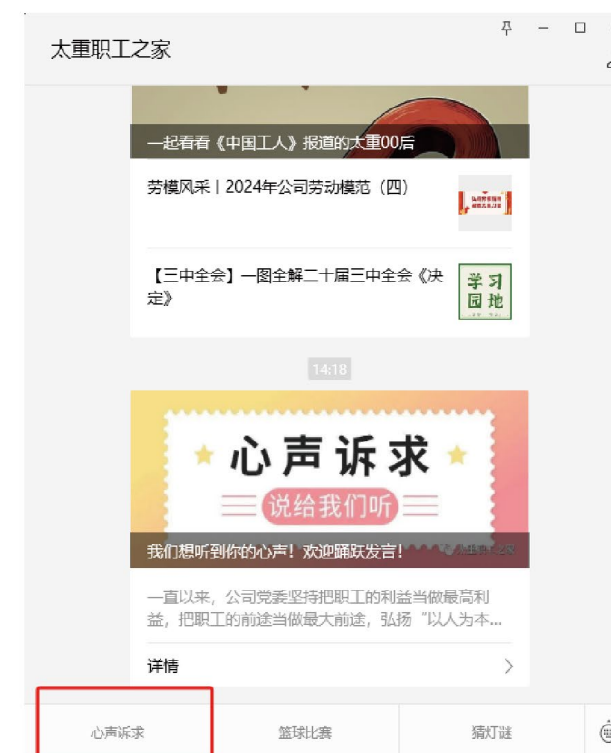 太重职工之家
一起看看《中国工人》报道的太重00后
劳模风采丨2024年公司劳动模范（四）
【三中全会】一图全解二十届三中全会《决
定》
学习
园地
14:18
心声诉求
说给我们听
我们想听到你的心声！欢迎踊跃发言！
太重职工之家
一直以来，公司党委坚持把职工的利益当做最高利
益，把职工的前途当做最大前途，弘扬“以人为本...
详情
心声诉求
篮球比赛
猜灯谜